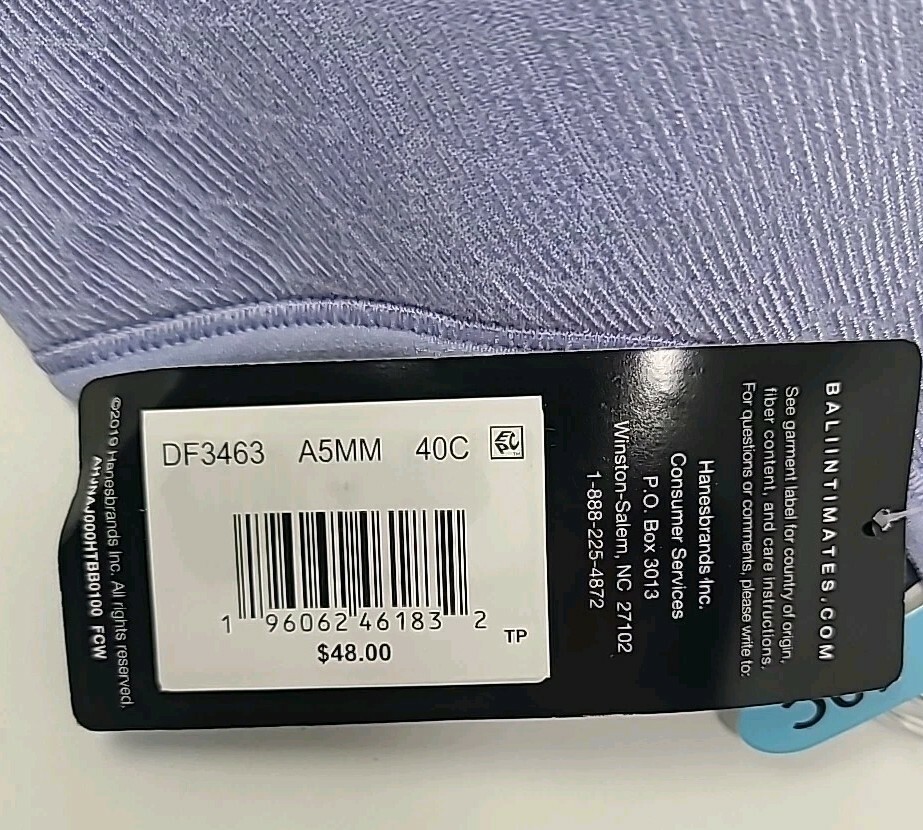 DF3463 A5MM 40C
1 96062 46183 2
$48.00
TP
BALIINTIMATES.COM
See garment label for country of origin,
fiber content, and care instructions.
For questions or comments, please write to:
Hanesbrands Inc.
Consumer Services
P.O. Box 3013
Winston-Salem, NC 27102
1-888-225-4872
©2019 Hanesbrands Inc. All rights reserved.
FCW